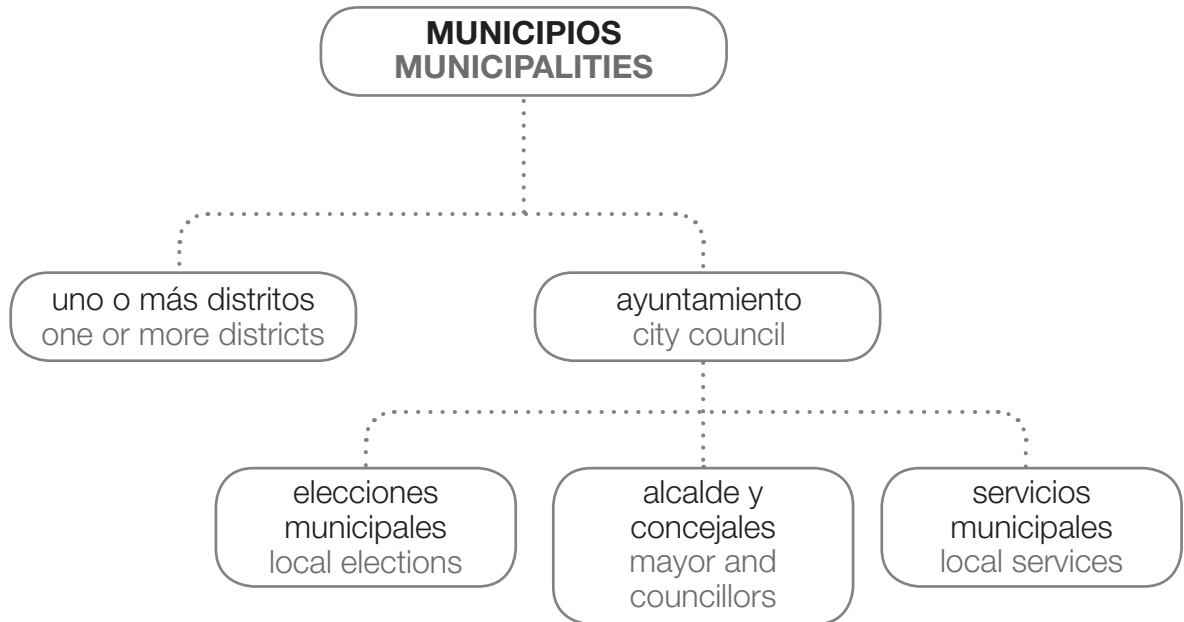 MUNICIPIOS
MUNICIPALITIES
uno o más distritos
one or more districts
ayuntamiento
city council
elecciones
municipales
local elections
alcalde y
concejales
mayor and
councillors
servicios
municipales
local services